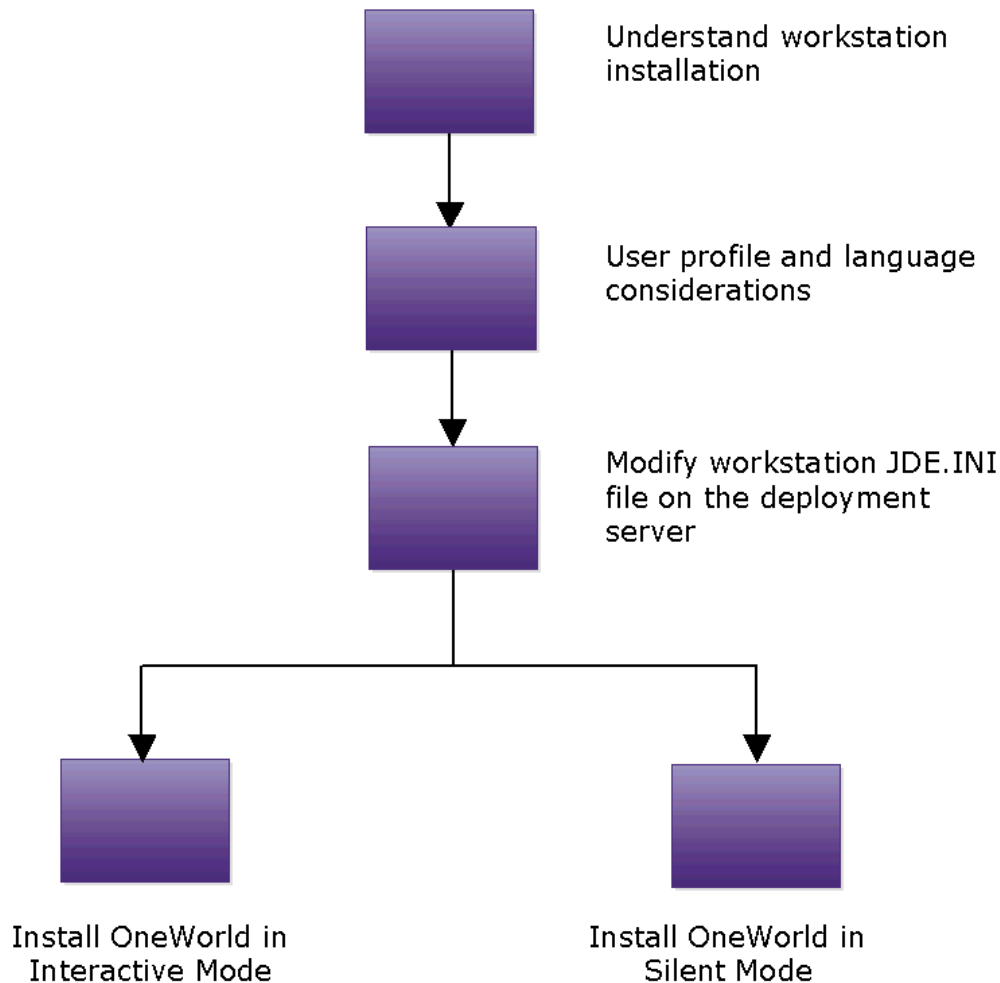 Understand workstation
installation
User profile and language
considerations
Modify workstation JDE.INI
file on the deployment
server
Install OneWorld in
Interactive Mode
Install OneWorld in
Silent Mode